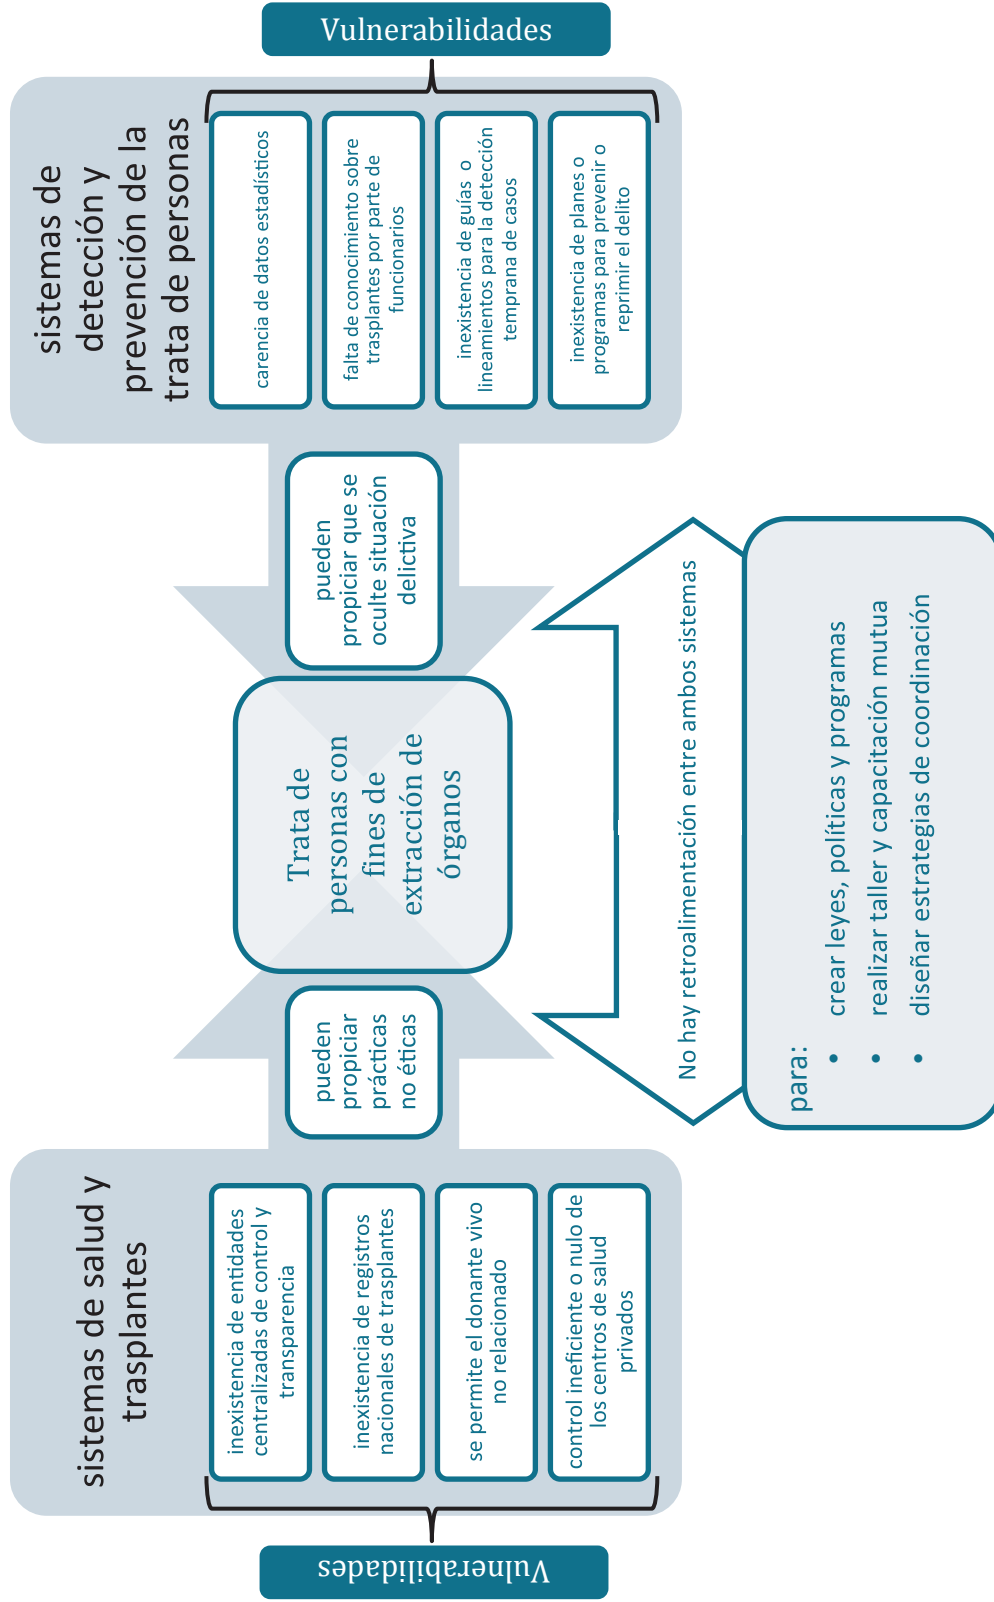 Vulnerabilidades
sistemas de salud y
trasplantes
inexistencia de entidades
centralizadas de control y
transparencia
inexistencia de registros
nacionales de trasplantes
se permite el donante vivo
no relacionado
control ineficiente o nulo de
los centros de salud
privados
pueden
propiciar
prácticas
no éticas
Trata de
personas con
fines de
extracción de
órganos
pueden
propiciar que se
oculte situación
delictiva
sistemas de
detección y
prevención de la
trata de personas
carencia de datos estadísticos
falta de conocimiento sobre
trasplantes por parte de
funcionarios
inexistencia de guías o
lineamientos para la detección
temprana de casos
inexistencia de planes o
programas para prevenir o
reprimir el delito
Vulnerabilidades
No hay retroalimentación entre ambos sistemas
para:
• crear leyes, políticas y programas
• realizar taller y capacitación mutua
• diseñar estrategias de coordinación